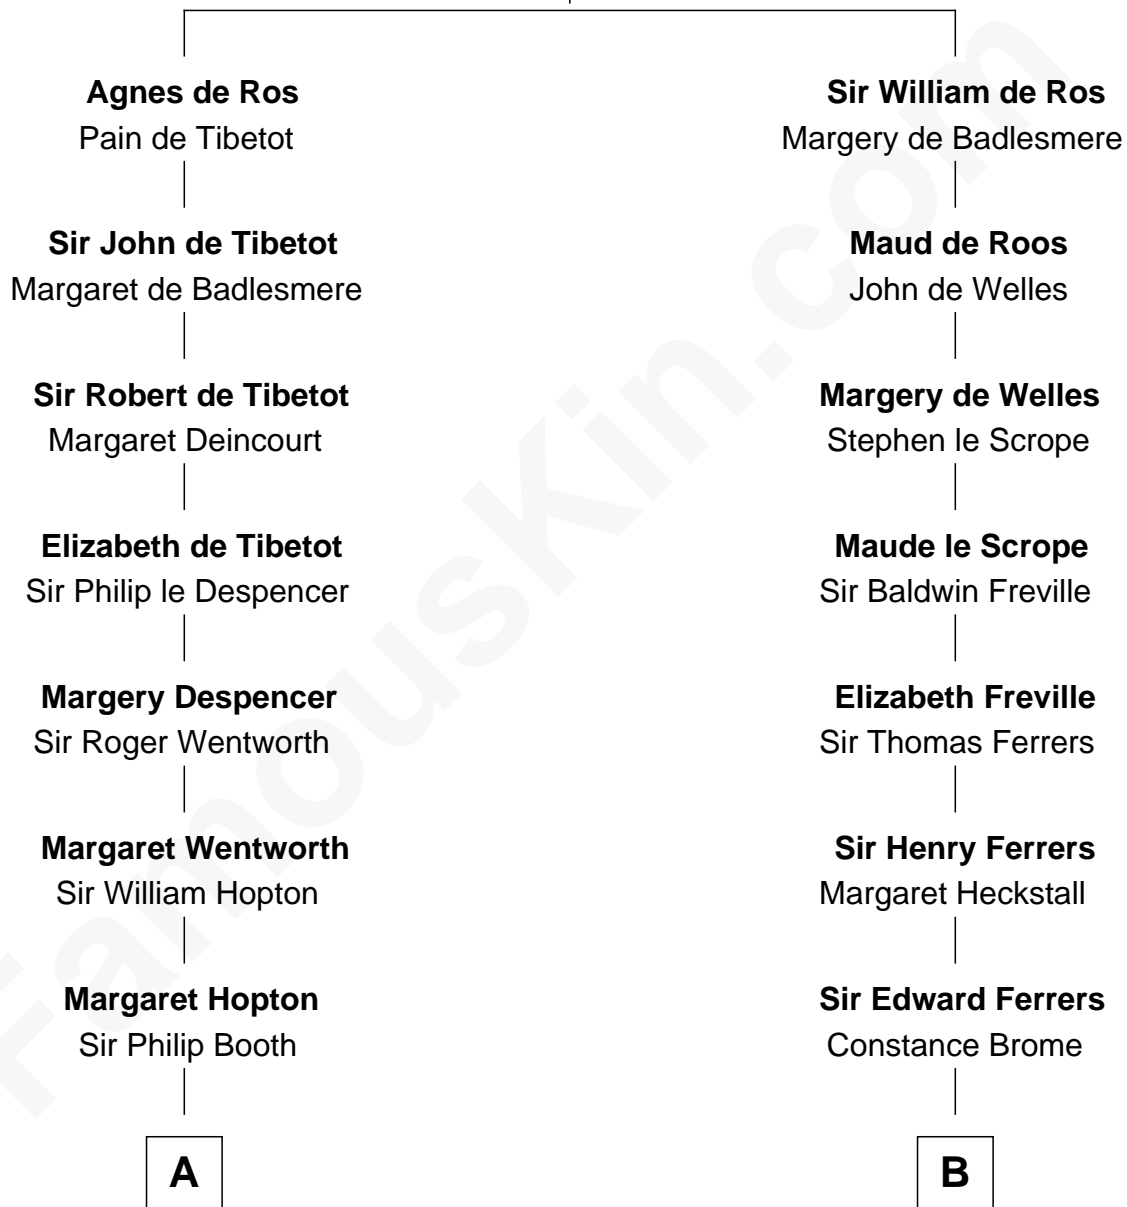 Agnes de Ros
Pain de Tibetot
Sir William de Ros
Margery de Badlesmere
Sir John de Tibetot
Margaret de Badlesmere
Maud de Roos
John de Welles
Sir Robert de Tibetot
Margaret Deincourt
Margery de Welles
Stephen le Scrope
Elizabeth de Tibetot
Sir Philip le Despencer
Maude le Scrope
Sir Baldwin Freville
Margery Despencer
Sir Roger Wentworth
Elizabeth Freville
Sir Thomas Ferrers
Margaret Wentworth
Sir William Hopton
Sir Henry Ferrers
Margaret Heckstall
Margaret Hopton
Sir Philip Booth
Sir Edward Ferrers
Constance Brome
A
B
FamousKin.com